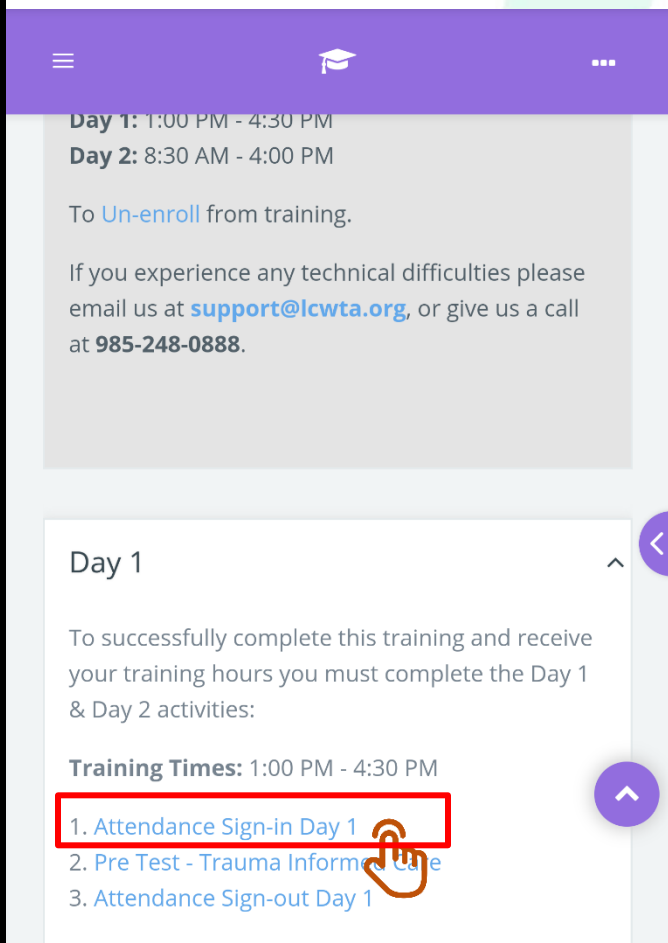 Day 1: 1:00 PM - 4:30 PM
Day 2: 8:30 AM - 4:00 PM
To Un-enroll from training.
If you experience any technical difficulties please
email us at support@lcwta.org, or give us a call
at 985-248-0888.
Day 1
To successfully complete this training and receive
your training hours you must complete the Day 1
& Day 2 activities:
Training Times: 1:00 PM - 4:30 PM
1. Attendance Sign-in Day 1
2. Pre Test - Trauma Informed Care
3. Attendance Sign-out Day 1